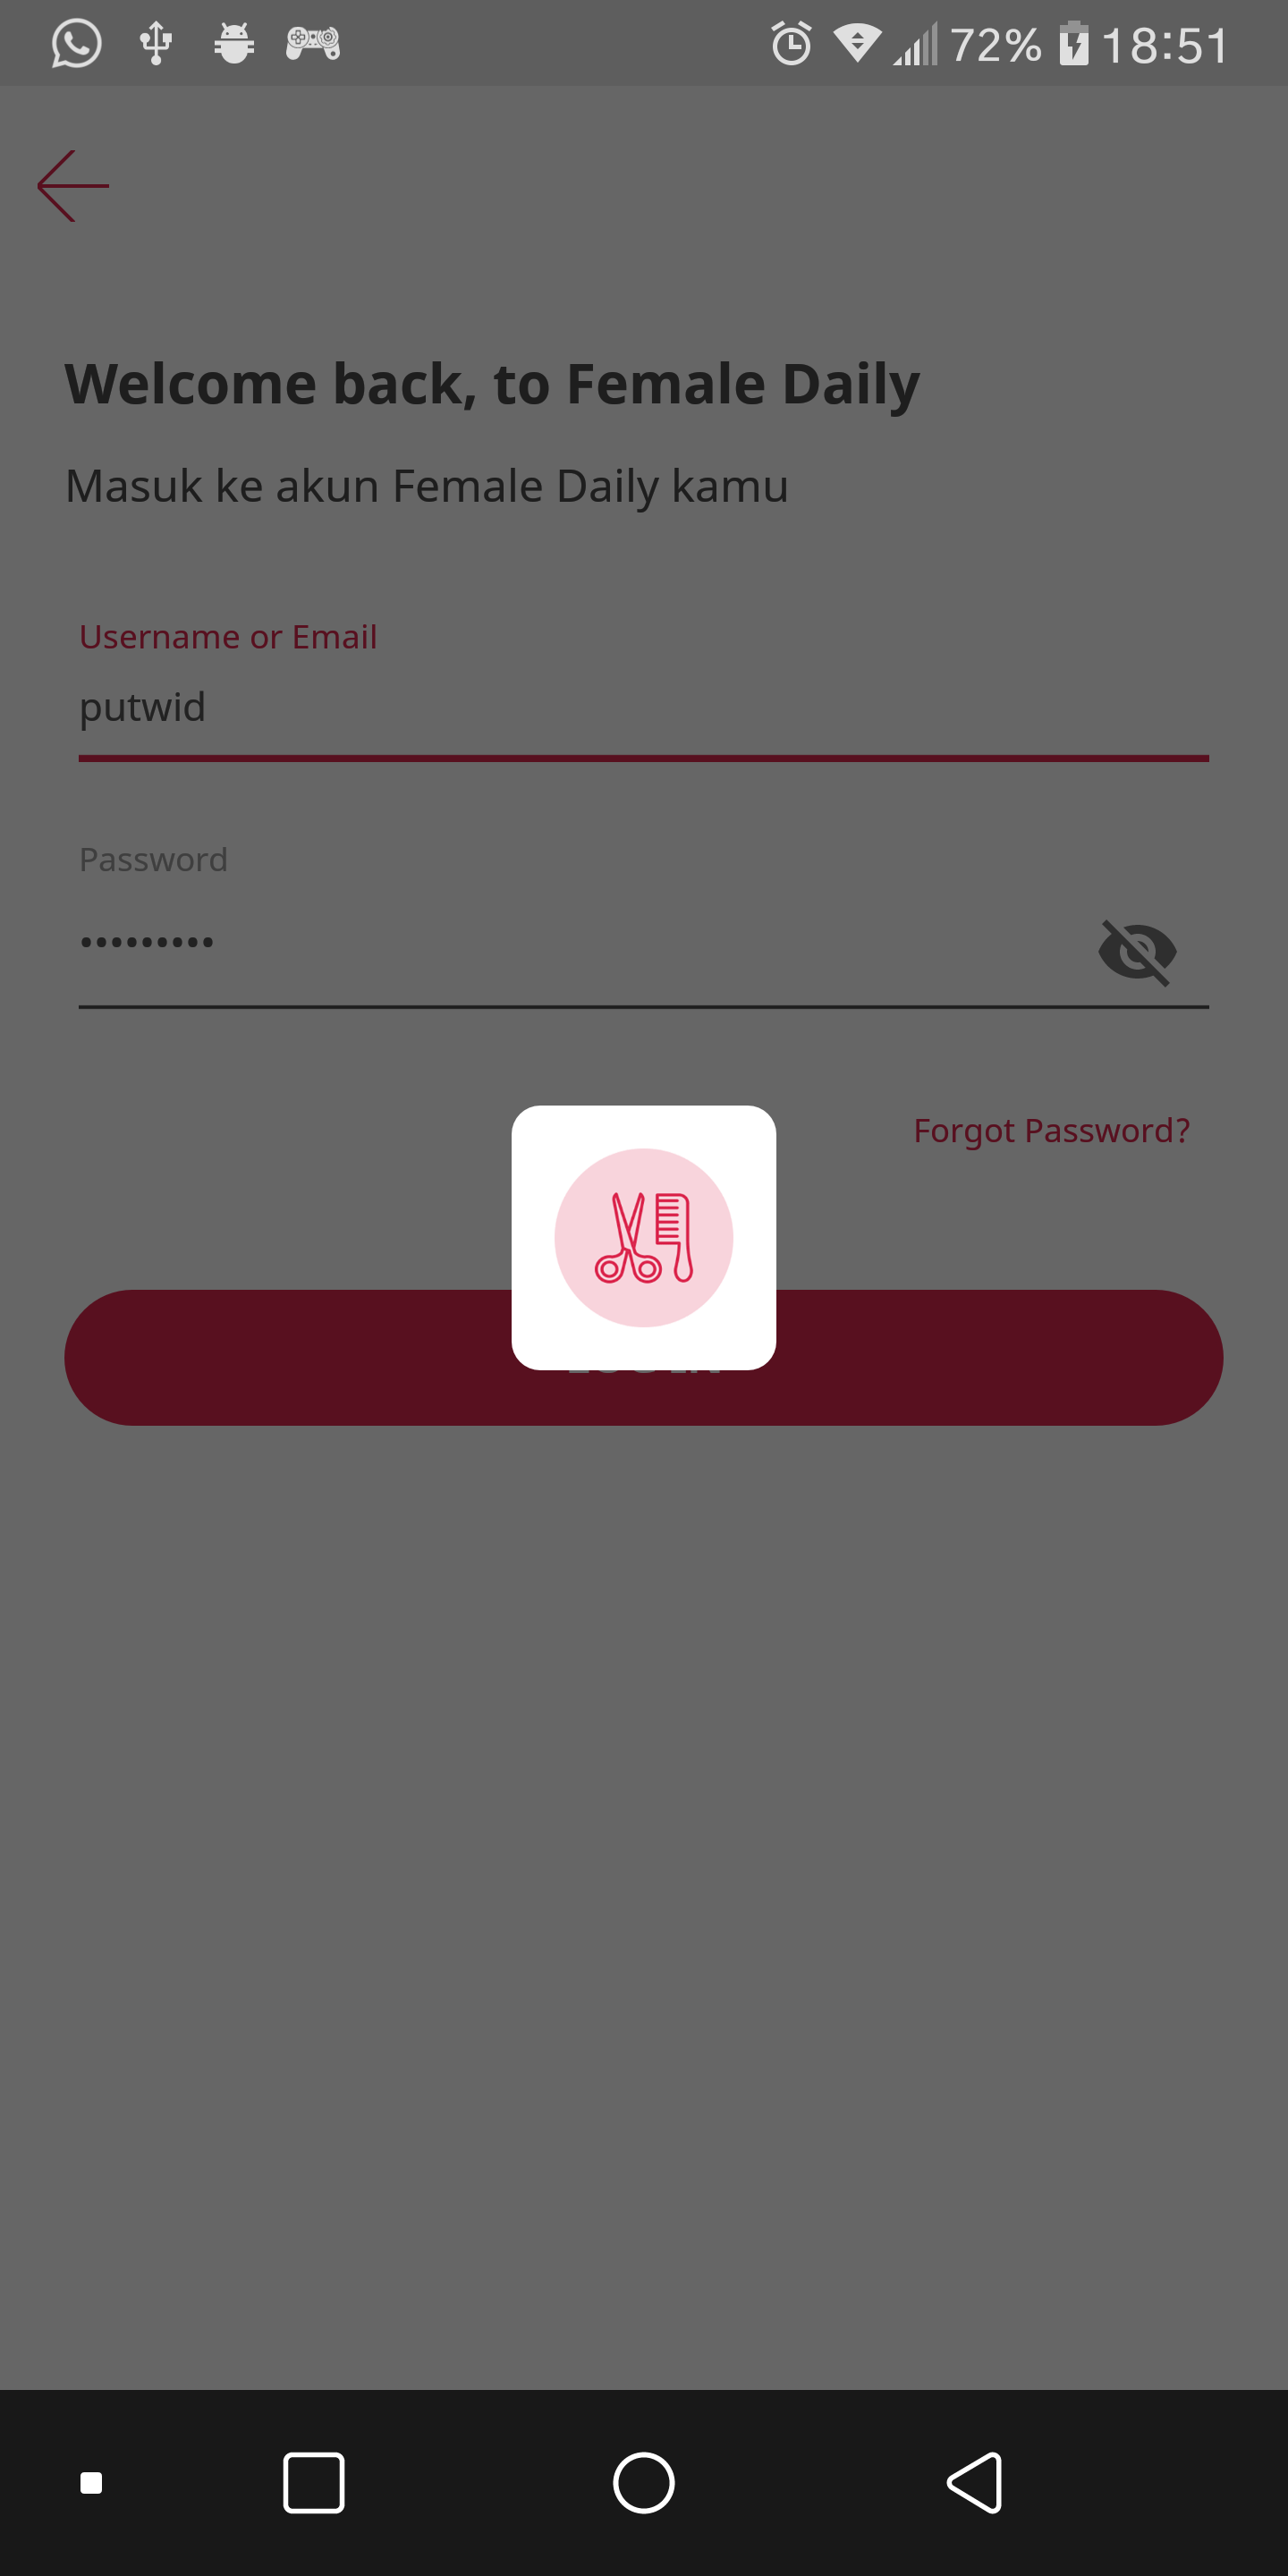 72% 18:51
Welcome back, to Female Daily
Masuk ke akun Female Daily kamu
Username or Email
putwid
Password
•••••••••
Forgot Password?